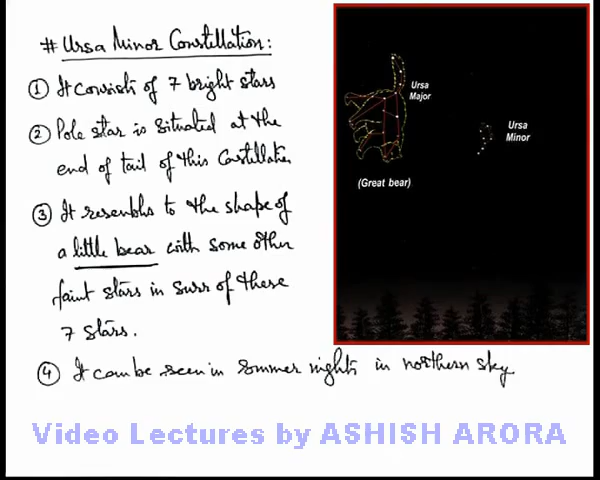 # Ursa Minor Constellation:
① It consists of 7 bright stars
② Pole star is situated at the
end of tail of this Constellation
③ It resembles to the shape of
a little bear with some other
faint stars in surr of these
7 stars.
④ It can be seen in summer nights in northern sky
Ursa
Major
Ursa
Minor
(Great bear)
Video Lectures by ASHISH ARORA